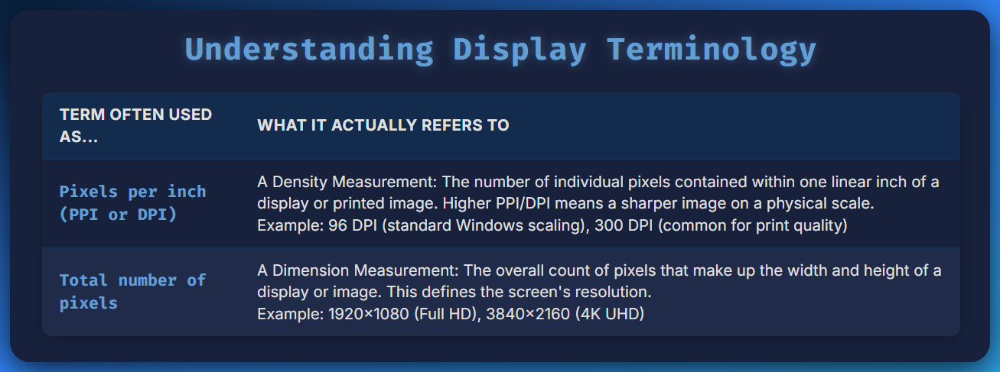 Understanding Display Terminology
TERM OFTEN USED
AS...
WHAT IT ACTUALLY REFERS TO
Pixels per inch
(PPI or DPI)
A Density Measurement: The number of individual pixels contained within one linear inch of a
display or printed image. Higher PPI/DPI means a sharper image on a physical scale.
Example: 96 DPI (standard Windows scaling), 300 DPI (common for print quality)
Total number of
pixels
A Dimension Measurement: The overall count of pixels that make up the width and height of a
display or image. This defines the screen's resolution.
Example: 1920×1080 (Full HD), 3840×2160 (4K UHD)